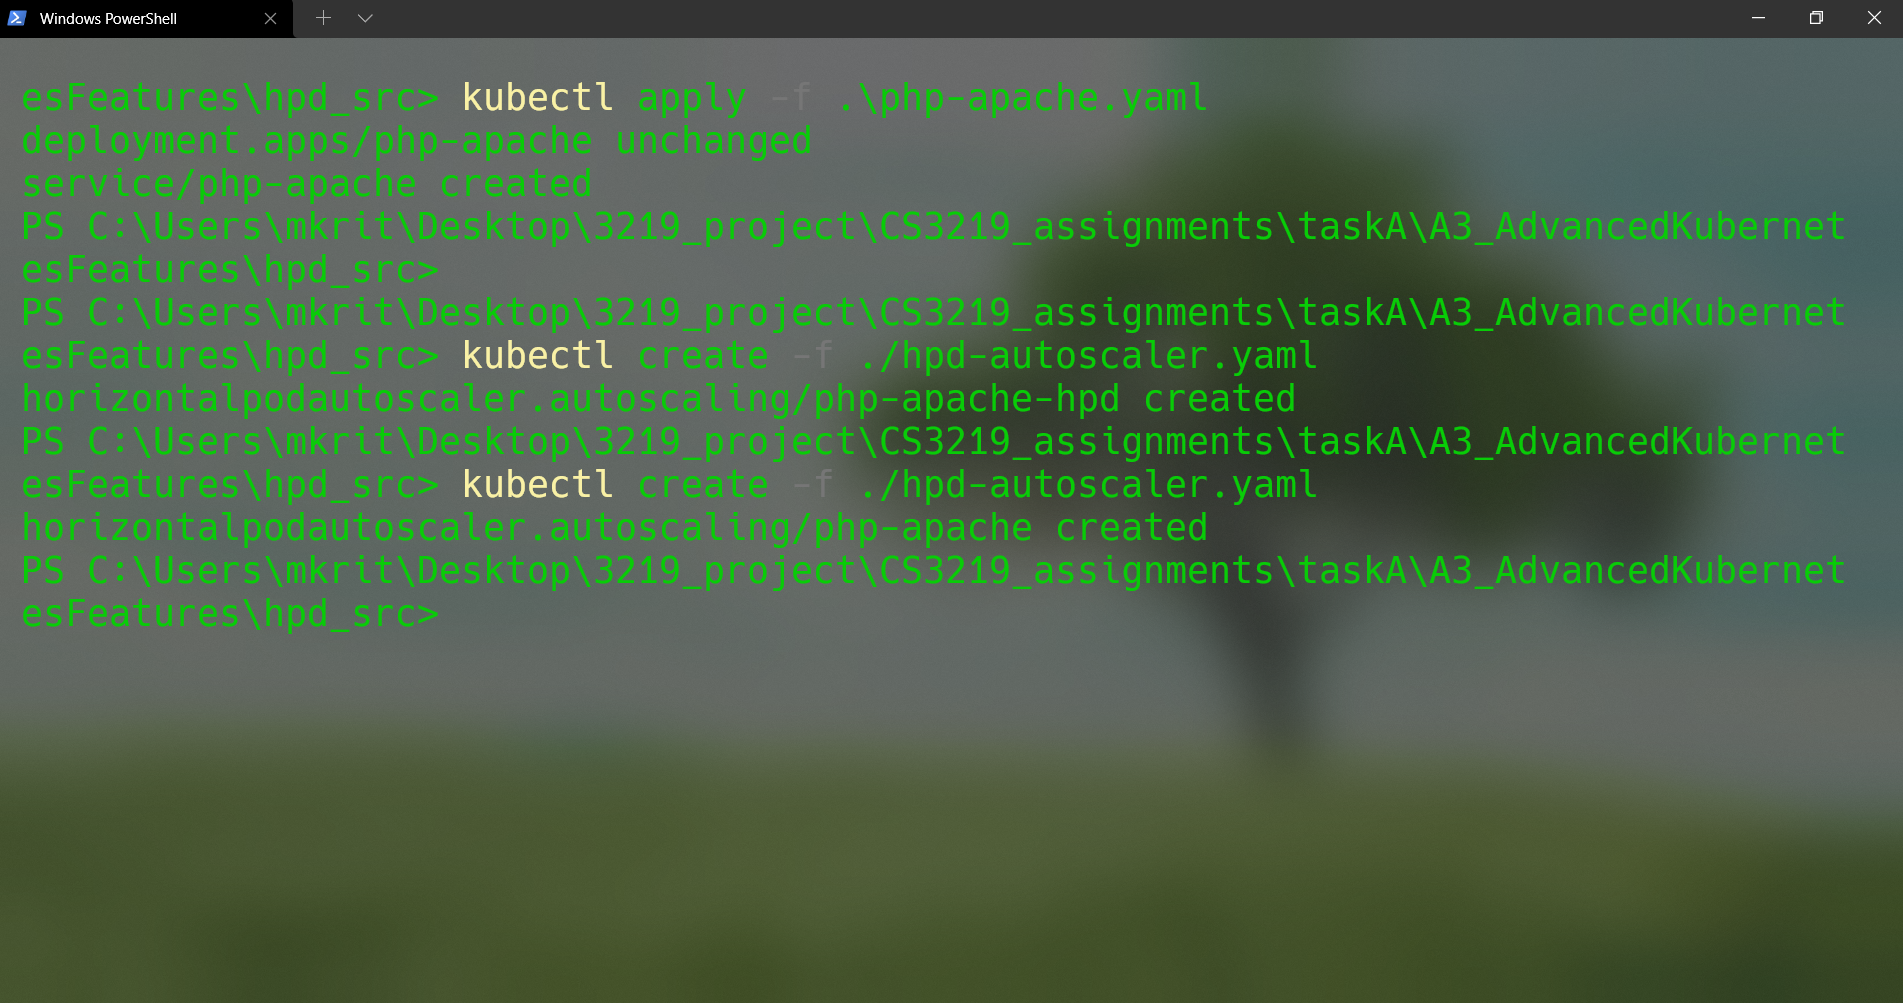 Windows PowerShell
esFeatures\hpd_src> kubectl apply -f .\php-apache.yaml
deployment.apps/php-apache unchanged
service/php-apache created
PS C:\Users\mkrit\Desktop\3219_project\CS3219_assignments\taskA\A3_AdvancedKubernet
esFeatures\hpd_src>
PS C:\Users\mkrit\Desktop\3219_project\CS3219_assignments\taskA\A3_AdvancedKubernet
esFeatures\hpd_src> kubectl create -f ./hpd-autoscaler.yaml
horizontalpodautoscaler.autoscaling/php-apache-hpd created
PS C:\Users\mkrit\Desktop\3219_project\CS3219_assignments\taskA\A3_AdvancedKubernet
esFeatures\hpd_src> kubectl create -f ./hpd-autoscaler.yaml
horizontalpodautoscaler.autoscaling/php-apache created
PS C:\Users\mkrit\Desktop\3219_project\CS3219_assignments\taskA\A3_AdvancedKubernet
esFeatures\hpd_src>